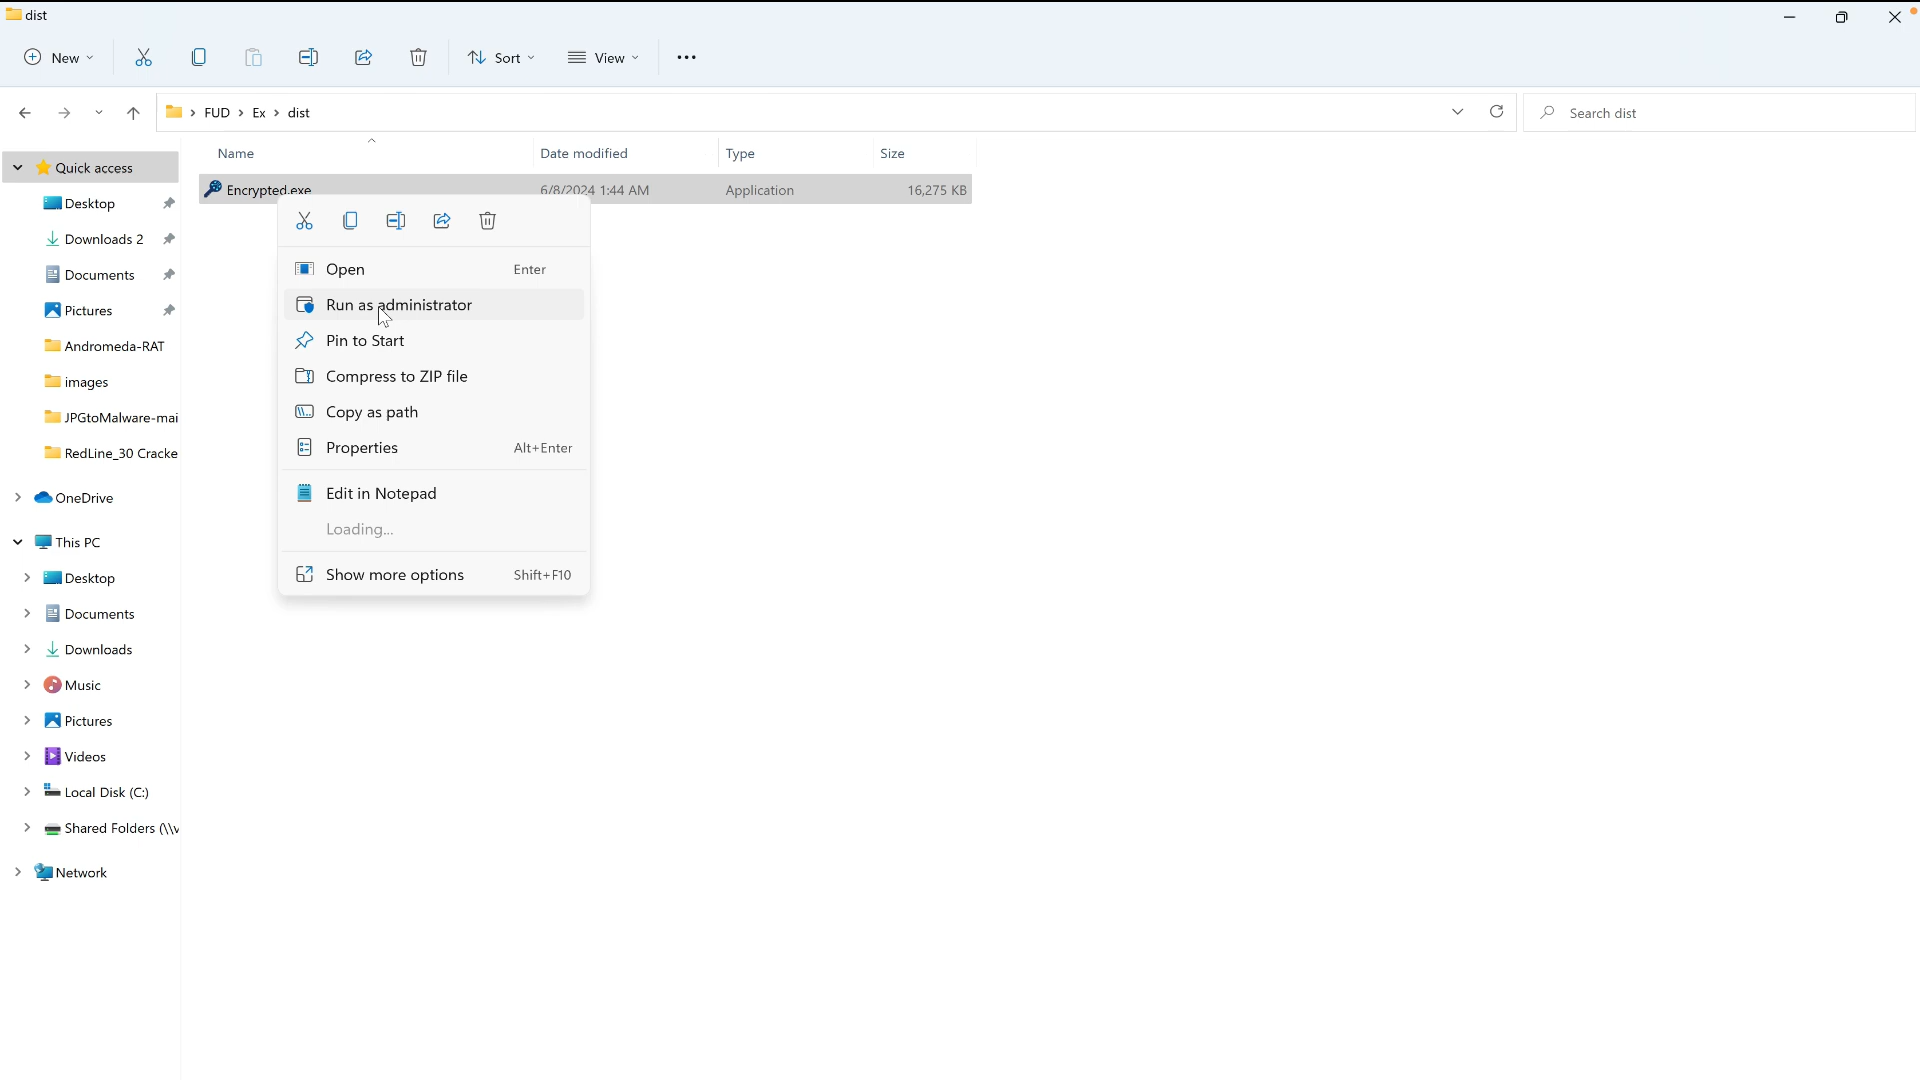 dist
New
Sort
View
FUD > Ex > dist
Search dist
Name
Date modified
Type
Size
Quick access
Encrypted.exe
6/8/2024 1:44 AM
Application
16,275 KB
Desktop
Downloads 2
Documents
Pictures
Andromeda-RAT
images
JPGtoMalware-mai
RedLine_30 Cracke
OneDrive
This PC
Desktop
Documents
Downloads
Music
Pictures
Videos
Local Disk (C:)
Shared Folders (\\v
Network
Open Enter
Run as administrator
Pin to Start
Compress to ZIP file
Copy as path
Properties Alt+Enter
Edit in Notepad
Loading...
Show more options Shift+F10